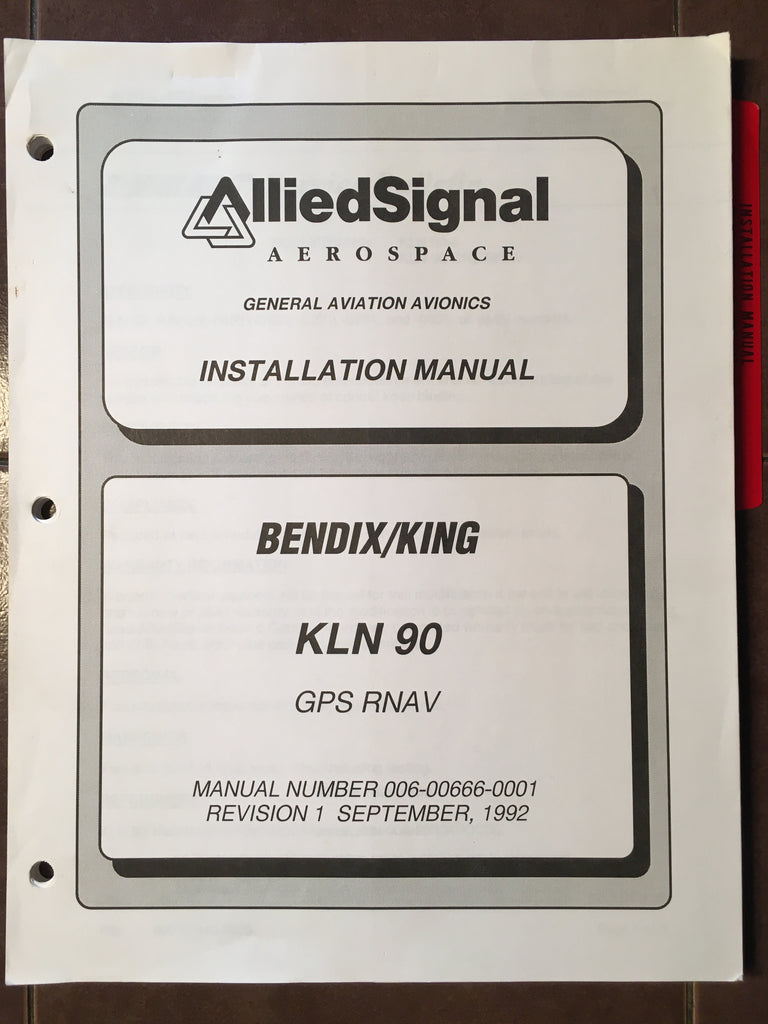 AlliedSignal
AEROSPACE
GENERAL AVIATION AVIONICS
INSTALLATION MANUAL
BENDIX/KING
KLN 90
GPS RNAV
MANUAL NUMBER 006-00666-0001
REVISION 1 SEPTEMBER, 1992
INSTALLATION MANUAL